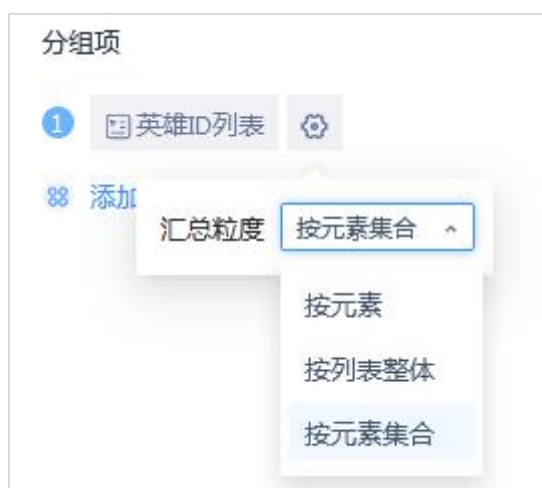 分组项
1 英雄ID列表
添加
汇总粒度 按元素集合
按元素
按列表整体
按元素集合